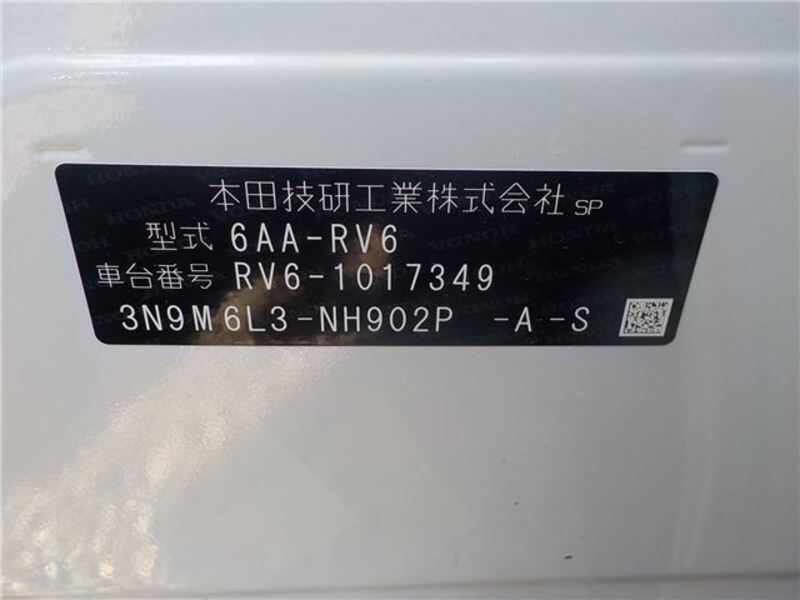 本田技研工業株式会社 SP
型式 6AA-RV6
車台番号 RV6-1017349
3N9M6L3-NH902P -A-S